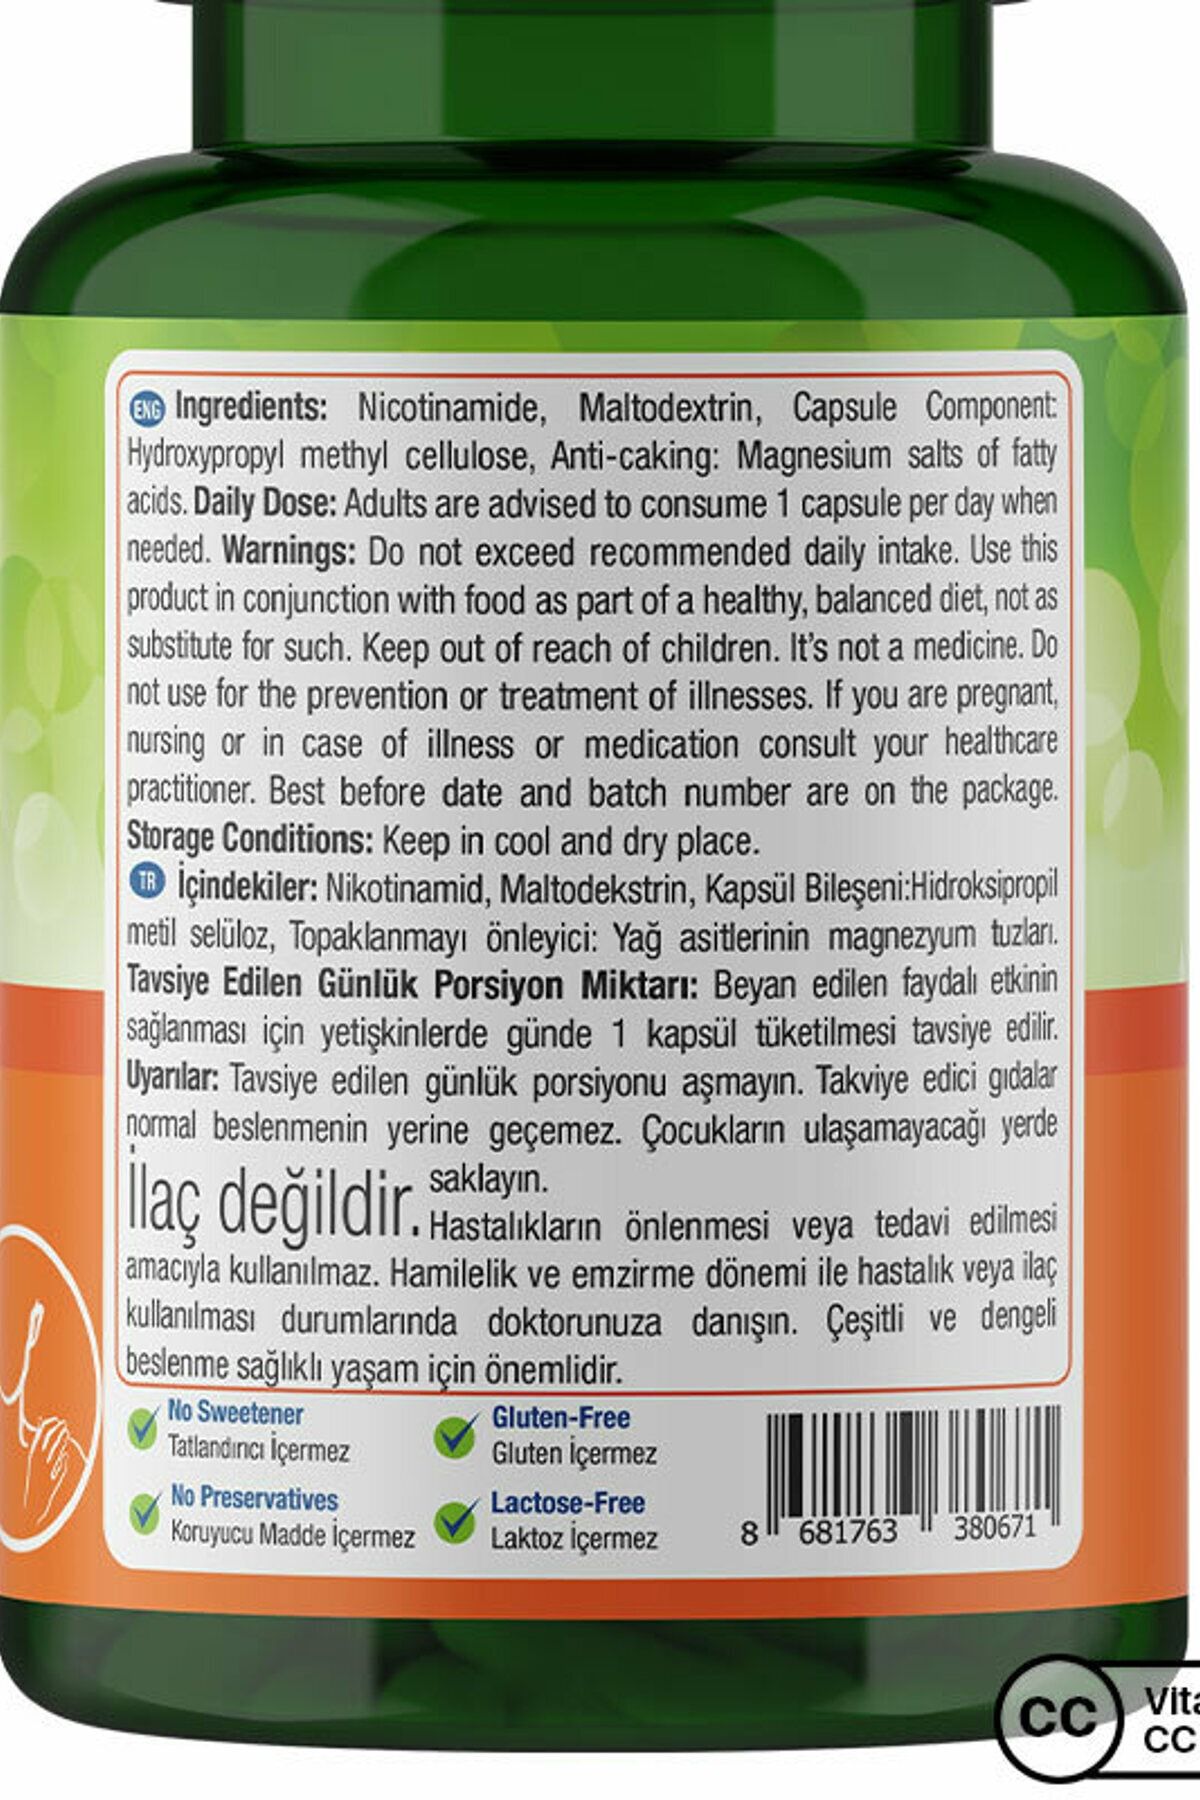 ENG Ingredients: Nicotinamide, Maltodextrin, Capsule Component:
Hydroxypropyl methyl cellulose, Anti-caking: Magnesium salts of fatty
acids. Daily Dose: Adults are advised to consume 1 capsule per day when
needed. Warnings: Do not exceed recommended daily intake. Use this
product in conjunction with food as part of a healthy, balanced diet, not as
substitute for such. Keep out of reach of children. It's not a medicine. Do
not use for the prevention or treatment of illnesses. If you are pregnant,
nursing or in case of illness or medication consult your healthcare
practitioner. Best before date and batch number are on the package.
Storage Conditions: Keep in cool and dry place.
TR İçindekiler: Nikotinamid, Maltodekstrin, Kapsül Bileşeni:Hidroksipropil
metil selüloz, Topaklanmayı önleyici: Yağ asitlerinin magnezyum tuzları.
Tavsiye Edilen Günlük Porsiyon Miktarı: Beyan edilen faydalı etkinin
sağlanması için yetişkinlerde günde 1 kapsül tüketilmesi tavsiye edilir.
Uyarılar: Tavsiye edilen günlük porsiyonu aşmayın. Takviye edici gıdalar
normal beslenmenin yerine geçemez. Çocukların ulaşamayacağı yerde
saklayın.
İlaç değildir. Hastalıkların önlenmesi veya tedavi edilmesi
amacıyla kullanılmaz. Hamilelik ve emzirme dönemi ile hastalık veya ilaç
kullanılması durumlarında doktorunuza danışın. Çeşitli ve dengeli
beslenme sağlıklı yaşam için önemlidir.
No Sweetener
Tatlandırıcı İçermez
Gluten-Free
Gluten İçermez
No Preservatives
Koruyucu Madde İçermez
Lactose-Free
Laktoz İçermez
8 681763 380671
CC
Vita
CC